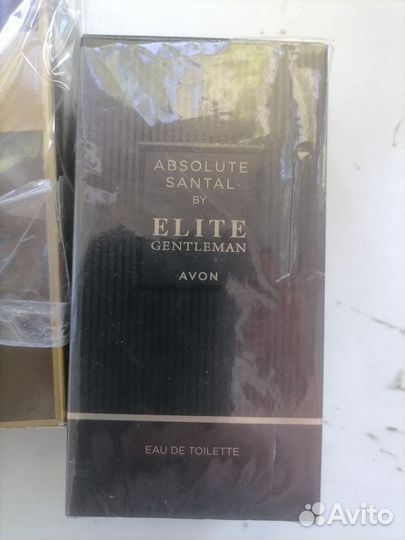 ABSOLUTE
SANTAL
BY
ELITE
GENTLEMAN
AVON
EAU DE TOILETTE
Avito